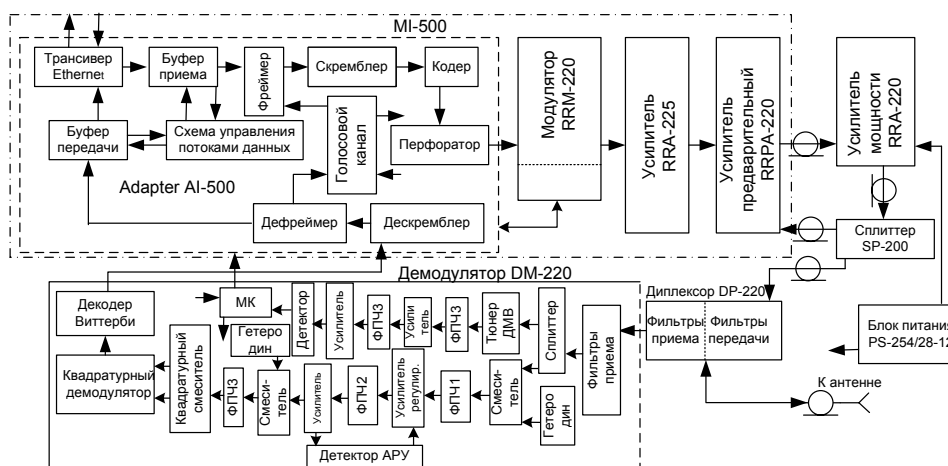 MI-500
Трансивер
Ethernet
Буфер
приема
Фреймер
Скремблер
Кодер
Буфер
передачи
Схема управления
потоками данных
Голосовой
канал
Перфоратор
Adapter AI-500
Дефреймер
Дескремблер
Модулятор
RRM-220
Усилитель
RRA-225
Усилитель
предварительный
RRPA-220
Усилитель
мощности
RRA-220
Сплиттер
SP-200
Демодулятор DM-220
Декодер
Виттерби
МК
Гетеро
дин
Детектор
Усилитель
ФПЧ3
Усили
тель
ФПЧ3
Тюнер
ДМВ
Сплиттер
Фильтры
приема
Диплексор DP-220
Фильтры
приема
Фильтры
передачи
Блок питания
PS-254/28-12
Квадратурный
демодулятор
Квадратурный
смеситель
ФПЧ3
Смеси-
тель
Усилитель
ФПЧ2
Усилитель
регулир.
ФПЧ1
Смеси-
тель
Гетеро
дин
К антенне
Детектор АРУ